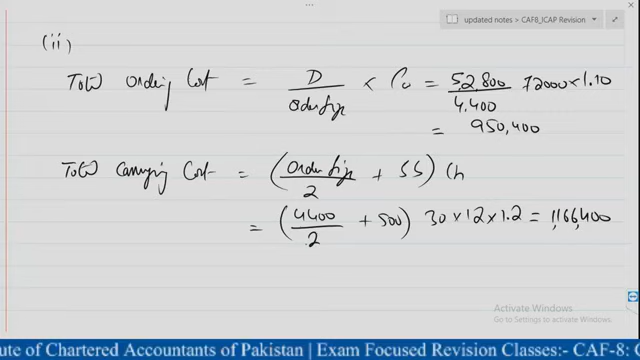 updated notes > CAF8_ICAP Revision
(ii)
Total Ordering Cost = D / Order size × Co = 52,800 / 4,400 72000 × 1.10
= 950,400
Total Carrying Cost = (Order size / 2 + SS) Ch
= (4400 / 2 + 500) 30 × 12 × 1.2 = 1,166,400
Activate Windows
Go to Settings to activate Windows.
ute of Chartered Accountants of Pakistan | Exam Focused Revision Classes:- CAF-8: C